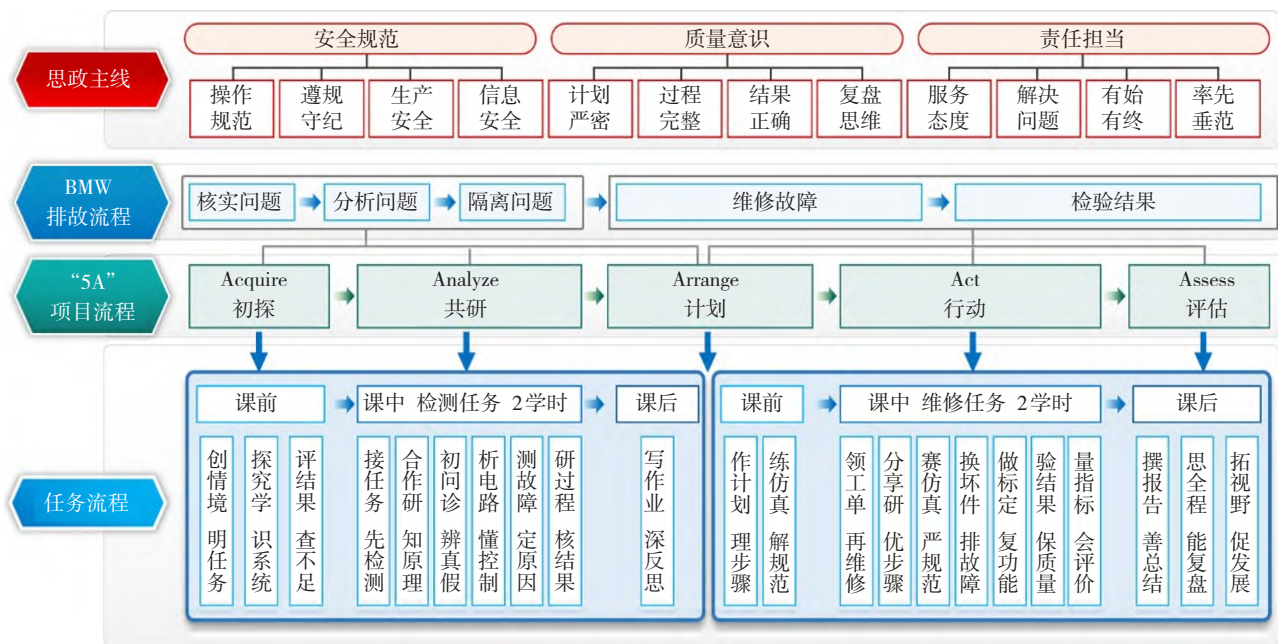 安全规范
质量意识
责任担当
思政主线
操作
规范
遵规
守纪
生产
安全
信息
安全
计划
严密
过程
完整
结果
正确
复盘
思维
服务
态度
解决
问题
有始
有终
率先
垂范
BMW
排故流程
核实问题
分析问题
隔离问题
维修故障
检验结果
“5A”
项目流程
Acquire
初探
Analyze
共研
Arrange
计划
Act
行动
Assess
评估
任务流程
课前
课中 检测任务 2学时
课后
课前
课中 维修任务 2学时
课后
创情境 明任务
探究学 识系统
评结果 查不足
接任务 先检测
合作研 知原理
初问诊 辨真假
析电路 懂控制
测故障 定原因
研过程 核结果
写作业 深反思
作计划 理步骤
练仿真 解规范
领工单 再维修
分享研 优步骤
赛仿真 严规范
换坏件 排故障
做标定 复功能
验结果 保质量
量指标 会评价
撰报告 善总结
思全程 能复盘
拓视野 促发展